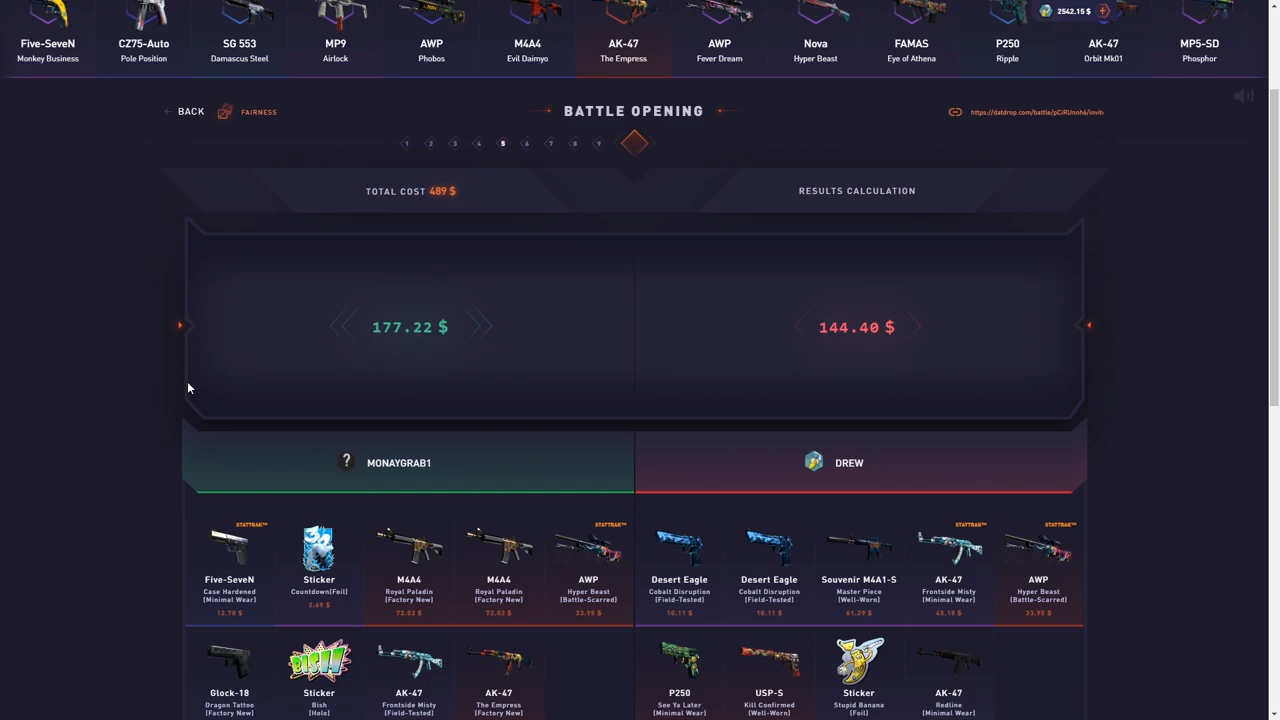 2542.15 $
Five-SeveN
Monkey Business
CZ75-Auto
Pole Position
SG 553
Damascus Steel
MP9
Airlock
AWP
Phobos
M4A4
Evil Daimyo
AK-47
The Empress
AWP
Fever Dream
Nova
Hyper Beast
FAMAS
Eye of Athena
P250
Ripple
AK-47
Orbit Mk01
MP5-SD
Phosphor
← BACK
FAIRNESS
BATTLE OPENING
https://datdrop.com/battle/pCiRUnnh6/invit
1 2 3 4 5 6 7 8 9
TOTAL COST 489 $
RESULTS CALCULATION
177.22 $
144.40 $
? MONAYGRAB1
DREW
STATTRAK™
Five-SeveN
Case Hardened
(Minimal Wear)
12.78 $
32
Sticker
Countdown(Foil)
2.69 $
M4A4
Royal Paladin
(Factory New)
72.02 $
M4A4
Royal Paladin
(Factory New)
72.02 $
STATTRAK™
AWP
Hyper Beast
(Battle-Scarred)
33.95 $
Desert Eagle
Cobalt Disruption
(Field-Tested)
10.11 $
Desert Eagle
Cobalt Disruption
(Field-Tested)
10.11 $
Souvenir M4A1-S
Master Piece
(Well-Worn)
61.29 $
STATTRAK™
AK-47
Frontside Misty
(Minimal Wear)
45.10 $
STATTRAK™
AWP
Hyper Beast
(Battle-Scarred)
33.95 $
Glock-18
Dragon Tattoo
(Factory New)
BISH
Sticker
Bish
(Holo)
AK-47
Frontside Misty
(Field-Tested)
AK-47
The Empress
(Factory New)
P250
See Ya Later
(Minimal Wear)
USP-S
Kill Confirmed
(Well-Worn)
Sticker
Stupid Banana
(Foil)
AK-47
Redline
(Minimal Wear)